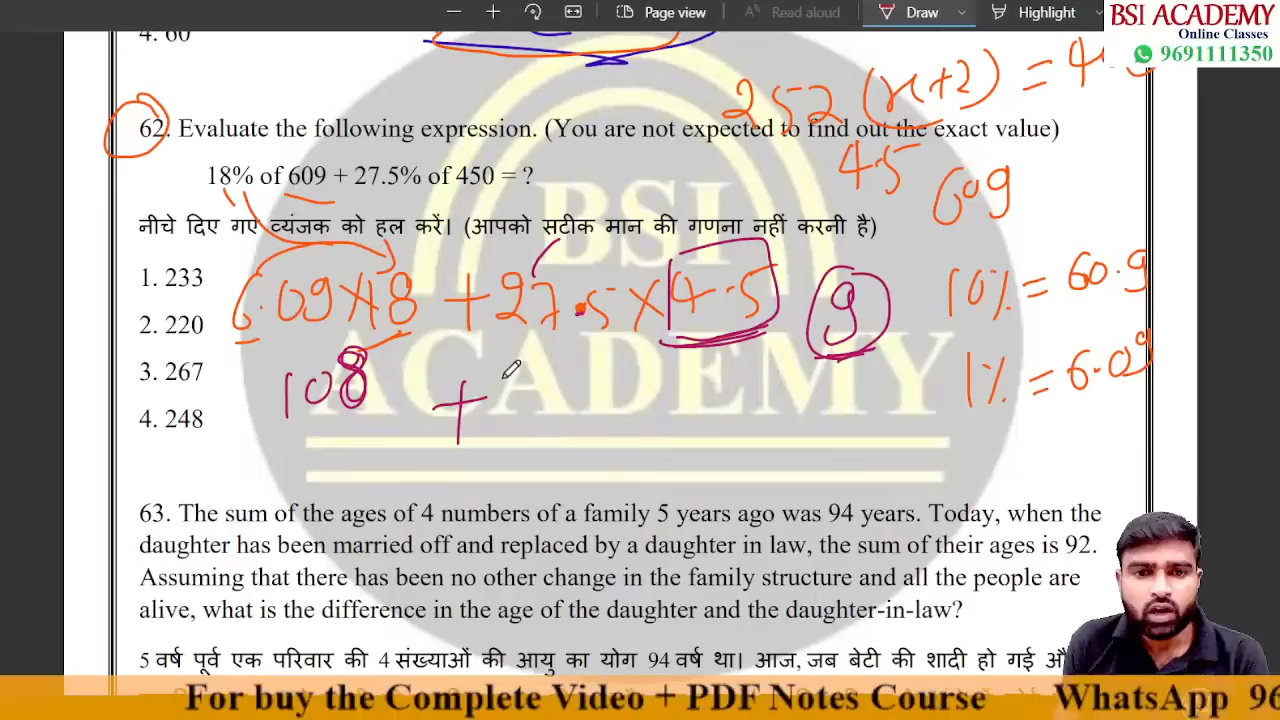 Page view
Read aloud
Draw
Highlight
BSI ACADEMY
Online Classes
9691111350
4. 60
252 (x+2) = 4
45
62. Evaluate the following expression. (You are not expected to find out the exact value)
18% of 609 + 27.5% of 450 = ?
609
नीचे दिए गए व्यंजक को हल करें। (आपको सटीक मान की गणना नहीं करनी है)
BSI
1. 233
2. 220
3. 267
4. 248
6.09×18 + 27.5×4.5
9
10% = 60.9
1% = 6.09
108 +
ACADEMY
63. The sum of the ages of 4 numbers of a family 5 years ago was 94 years. Today, when the
daughter has been married off and replaced by a daughter in law, the sum of their ages is 92.
Assuming that there has been no other change in the family structure and all the people are
alive, what is the difference in the age of the daughter and the daughter-in-law?
5 वर्ष पूर्व एक परिवार की 4 संख्याओं की आयु का योग 94 वर्ष था। आज, जब बेटी की शादी हो गई
For buy the Complete Video + PDF Notes Course WhatsApp 96